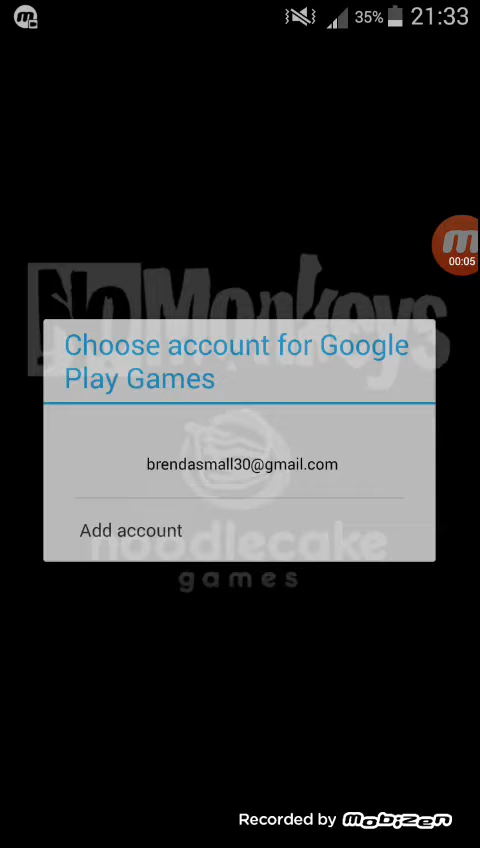 35% 21:33
00:05
NoMonkeys
Choose account for Google
Play Games
brendasmall30@gmail.com
Add account
noodlecake
games
Recorded by Mobizen